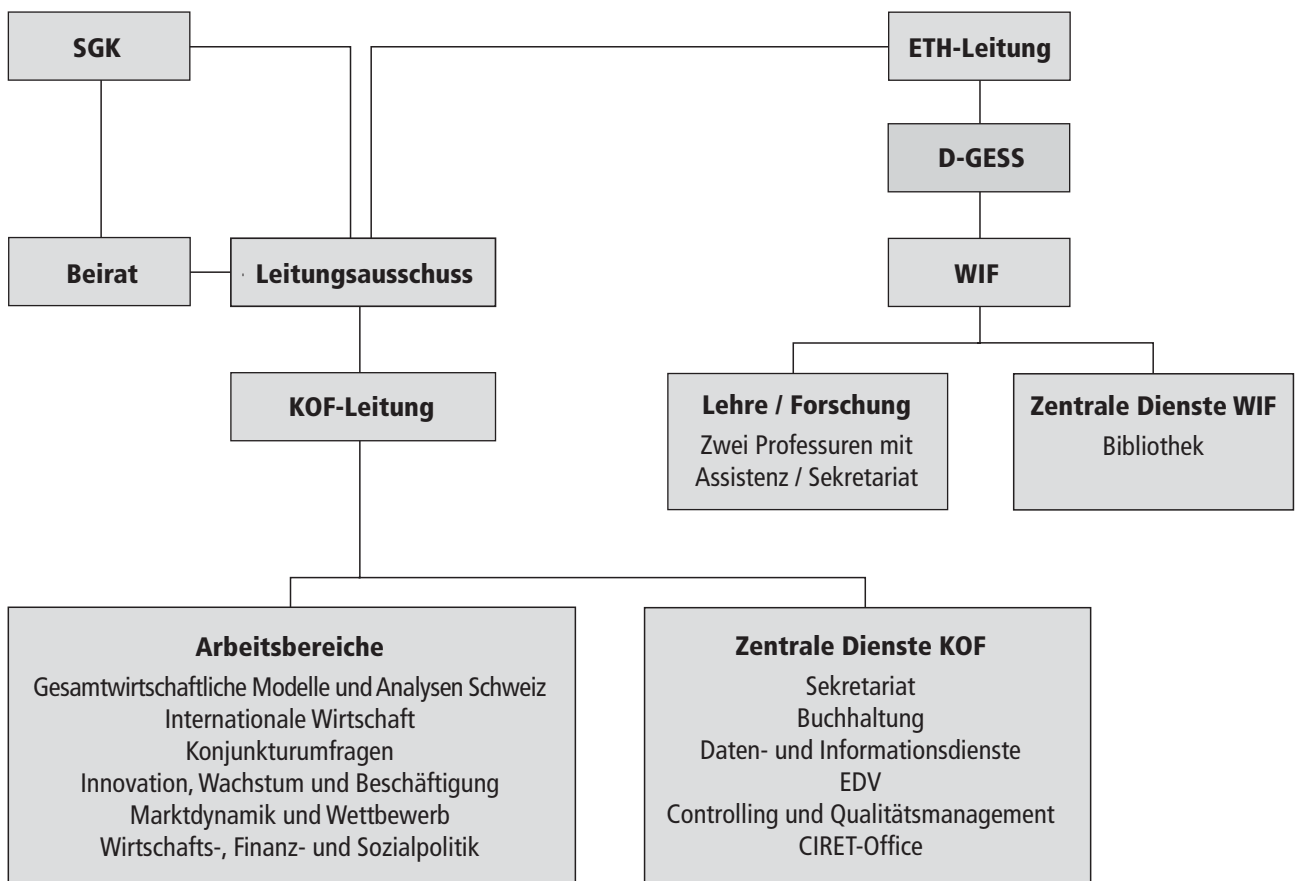 SGK
ETH-Leitung
D-GESS
Beirat
Leitungsausschuss
WIF
KOF-Leitung
Lehre / Forschung
Zwei Professuren mit
Assistenz / Sekretariat
Zentrale Dienste WIF
Bibliothek
Arbeitsbereiche
Gesamtwirtschaftliche Modelle und Analysen Schweiz
Internationale Wirtschaft
Konjunkturumfragen
Innovation, Wachstum und Beschäftigung
Marktdynamik und Wettbewerb
Wirtschafts-, Finanz- und Sozialpolitik
Zentrale Dienste KOF
Sekretariat
Buchhaltung
Daten- und Informationsdienste
EDV
Controlling und Qualitätsmanagement
CIRET-Office